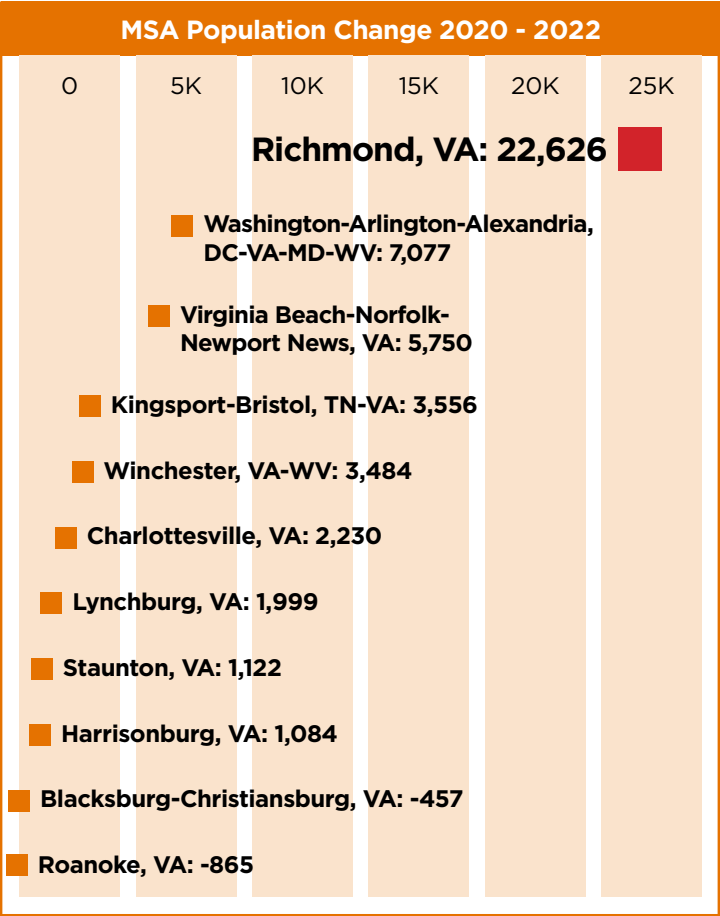 MSA Population Change 2020 - 2022
0 5K 10K 15K 20K 25K
Richmond, VA: 22,626
Washington-Arlington-Alexandria,
DC-VA-MD-WV: 7,077
Virginia Beach-Norfolk-
Newport News, VA: 5,750
Kingsport-Bristol, TN-VA: 3,556
Winchester, VA-WV: 3,484
Charlottesville, VA: 2,230
Lynchburg, VA: 1,999
Staunton, VA: 1,122
Harrisonburg, VA: 1,084
Blacksburg-Christiansburg, VA: -457
Roanoke, VA: -865